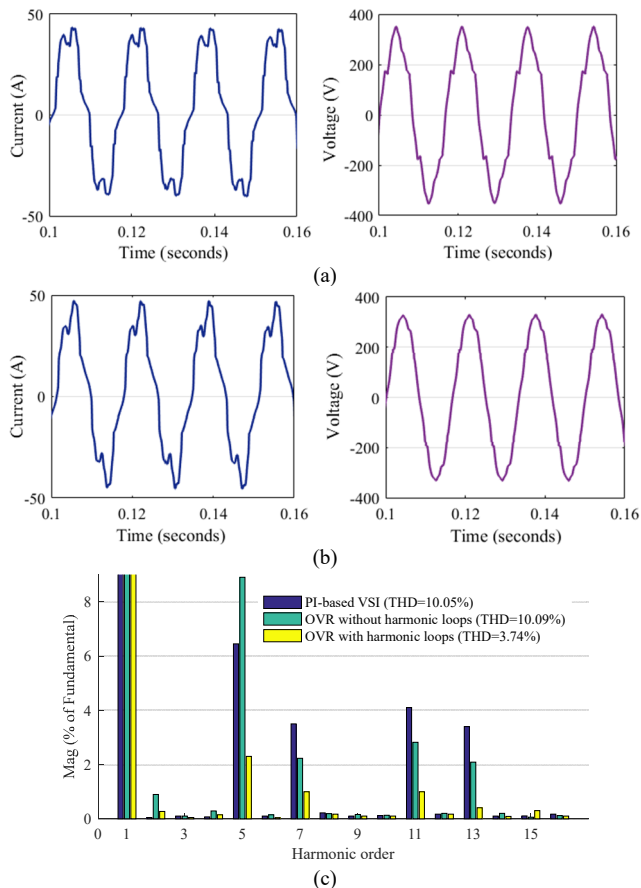 50
0
-50
0.1 0.12 0.14 0.16
Current (A)
Time (seconds)
400
200
0
-200
-400
0.1 0.12 0.14 0.16
Voltage (V)
Time (seconds)
(a)
50
0
-50
0.1 0.12 0.14 0.16
Current (A)
Time (seconds)
400
200
0
-200
-400
0.1 0.12 0.14 0.16
Voltage (V)
Time (seconds)
(b)
8
6
4
2
0
Mag (% of Fundamental)
PI-based VSI (THD=10.05%)
OVR without harmonic loops (THD=10.09%)
OVR with harmonic loops (THD=3.74%)
0 1 3 5 7 9 11 13 15
Harmonic order
(c)